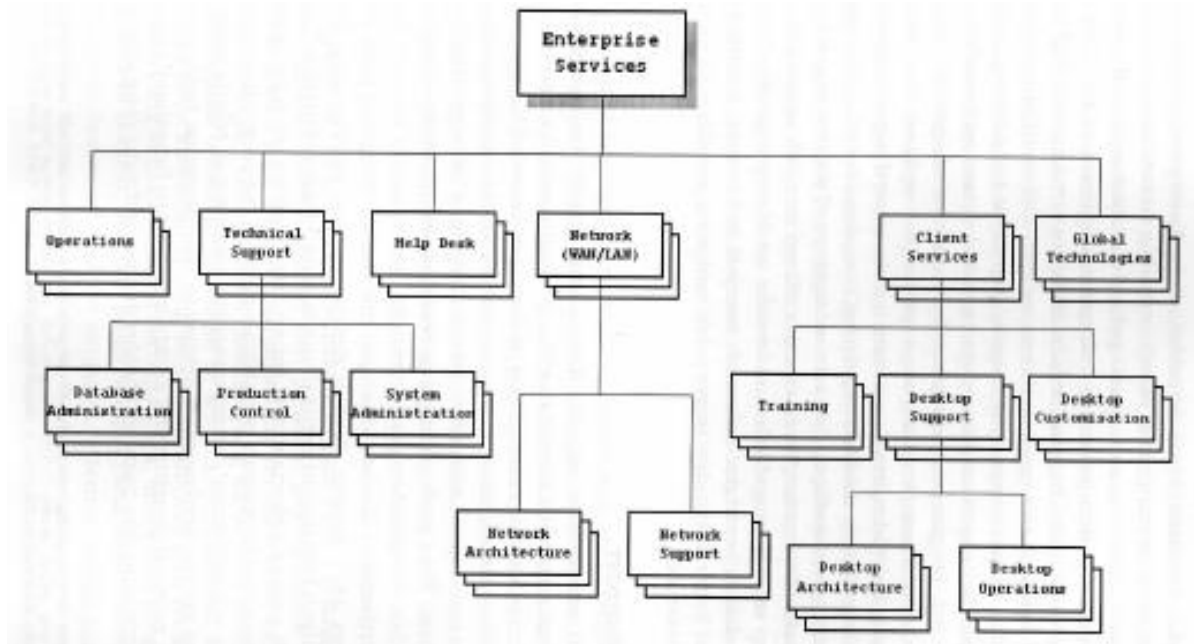 Enterprise
Services
Operations
Technical
Support
Help Desk
Network
(WAN/LAN)
Client
Services
Global
Technologies
Database
Administration
Production
Control
System
Administration
Training
Desktop
Support
Desktop
Customisation
Network
Architecture
Network
Support
Desktop
Architecture
Desktop
Operations